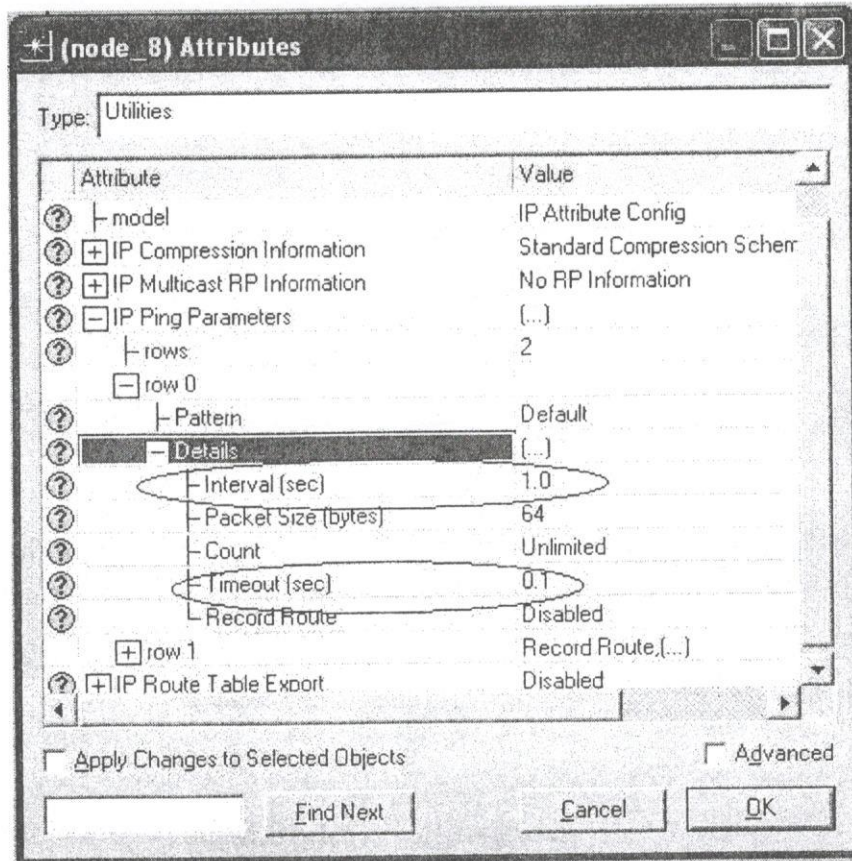 (node_8) Attributes
Type: Utilities
Attribute Value
model IP Attribute Config
IP Compression Information Standard Compression Schem
IP Multicast RP Information No RP Information
IP Ping Parameters (...)
rows 2
row 0
Pattern Default
Details (...)
Interval (sec) 1.0
Packet Size (bytes) 64
Count Unlimited
Timeout (sec) 0.1
Record Route Disabled
row 1 Record Route,(...)
IP Route Table Export Disabled
Apply Changes to Selected Objects Advanced
Find Next Cancel OK